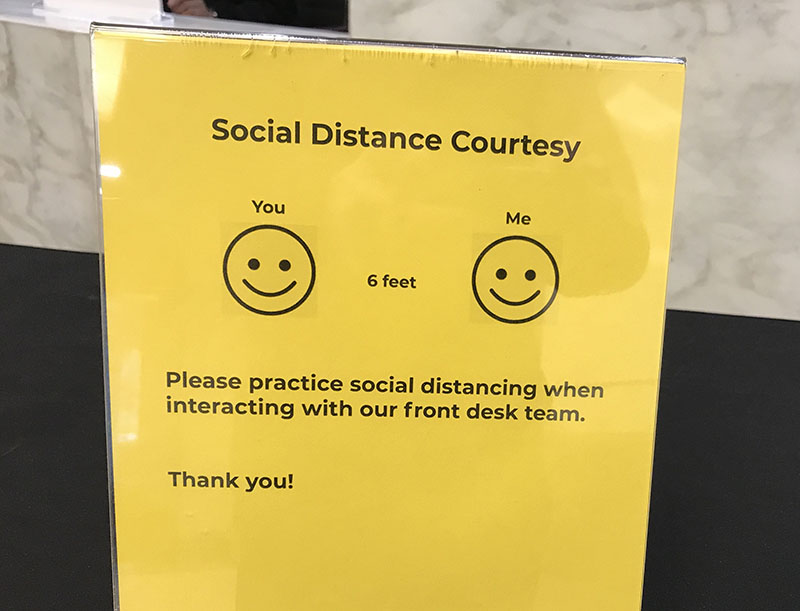 Social Distance Courtesy
You
Me
6 feet
Please practice social distancing when
interacting with our front desk team.
Thank you!